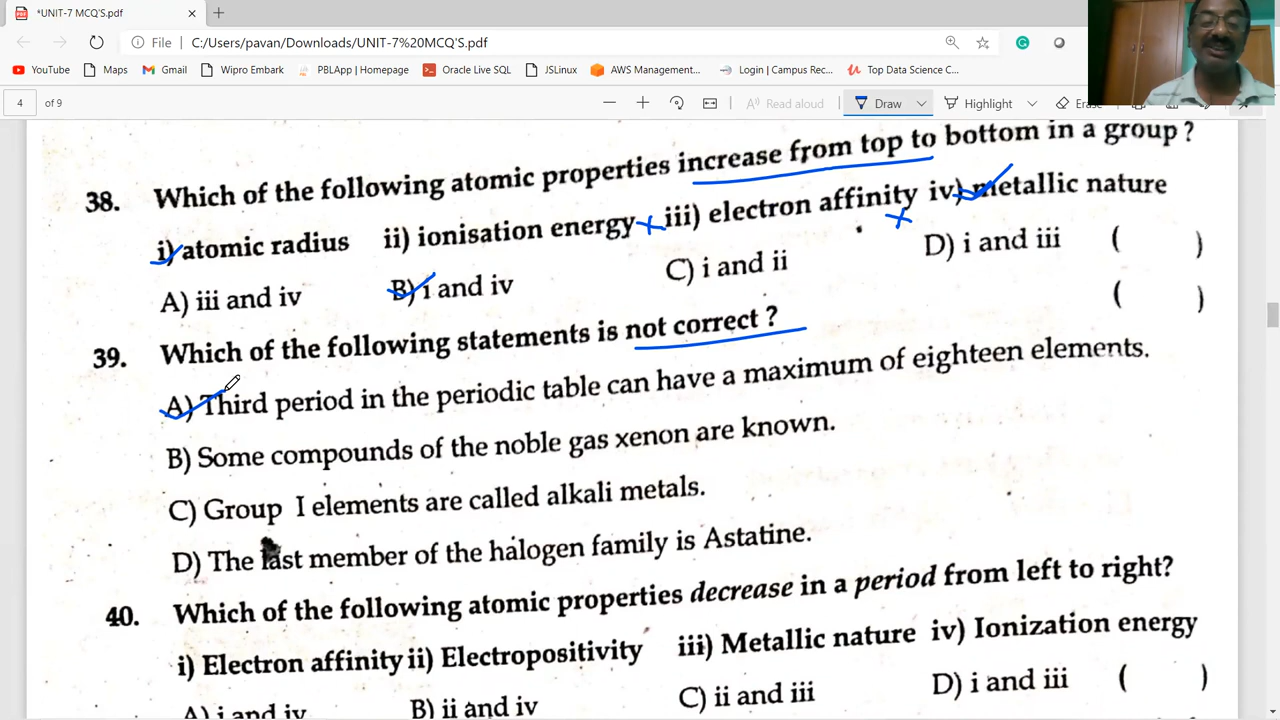 *UNIT-7 MCQ'S.pdf
File C:/Users/pavan/Downloads/UNIT-7%20MCQ'S.pdf
YouTube Maps Gmail Wipro Embark PBLApp | Homepage Oracle Live SQL JSLinux AWS Management... Login | Campus Rec... Top Data Science C...
4 of 9 Read aloud Draw Highlight Erase
38. Which of the following atomic properties increase from top to bottom in a group ?
i) atomic radius ii) ionisation energy iii) electron affinity iv) metallic nature
A) iii and iv B) i and iv C) i and ii D) i and iii ( )
39. Which of the following statements is not correct ? ( )
A) Third period in the periodic table can have a maximum of eighteen elements.
B) Some compounds of the noble gas xenon are known.
C) Group I elements are called alkali metals.
D) The last member of the halogen family is Astatine.
40. Which of the following atomic properties decrease in a period from left to right?
i) Electron affinity ii) Electropositivity iii) Metallic nature iv) Ionization energy
A) i and iv B) ii and iv C) ii and iii D) i and iii ( )